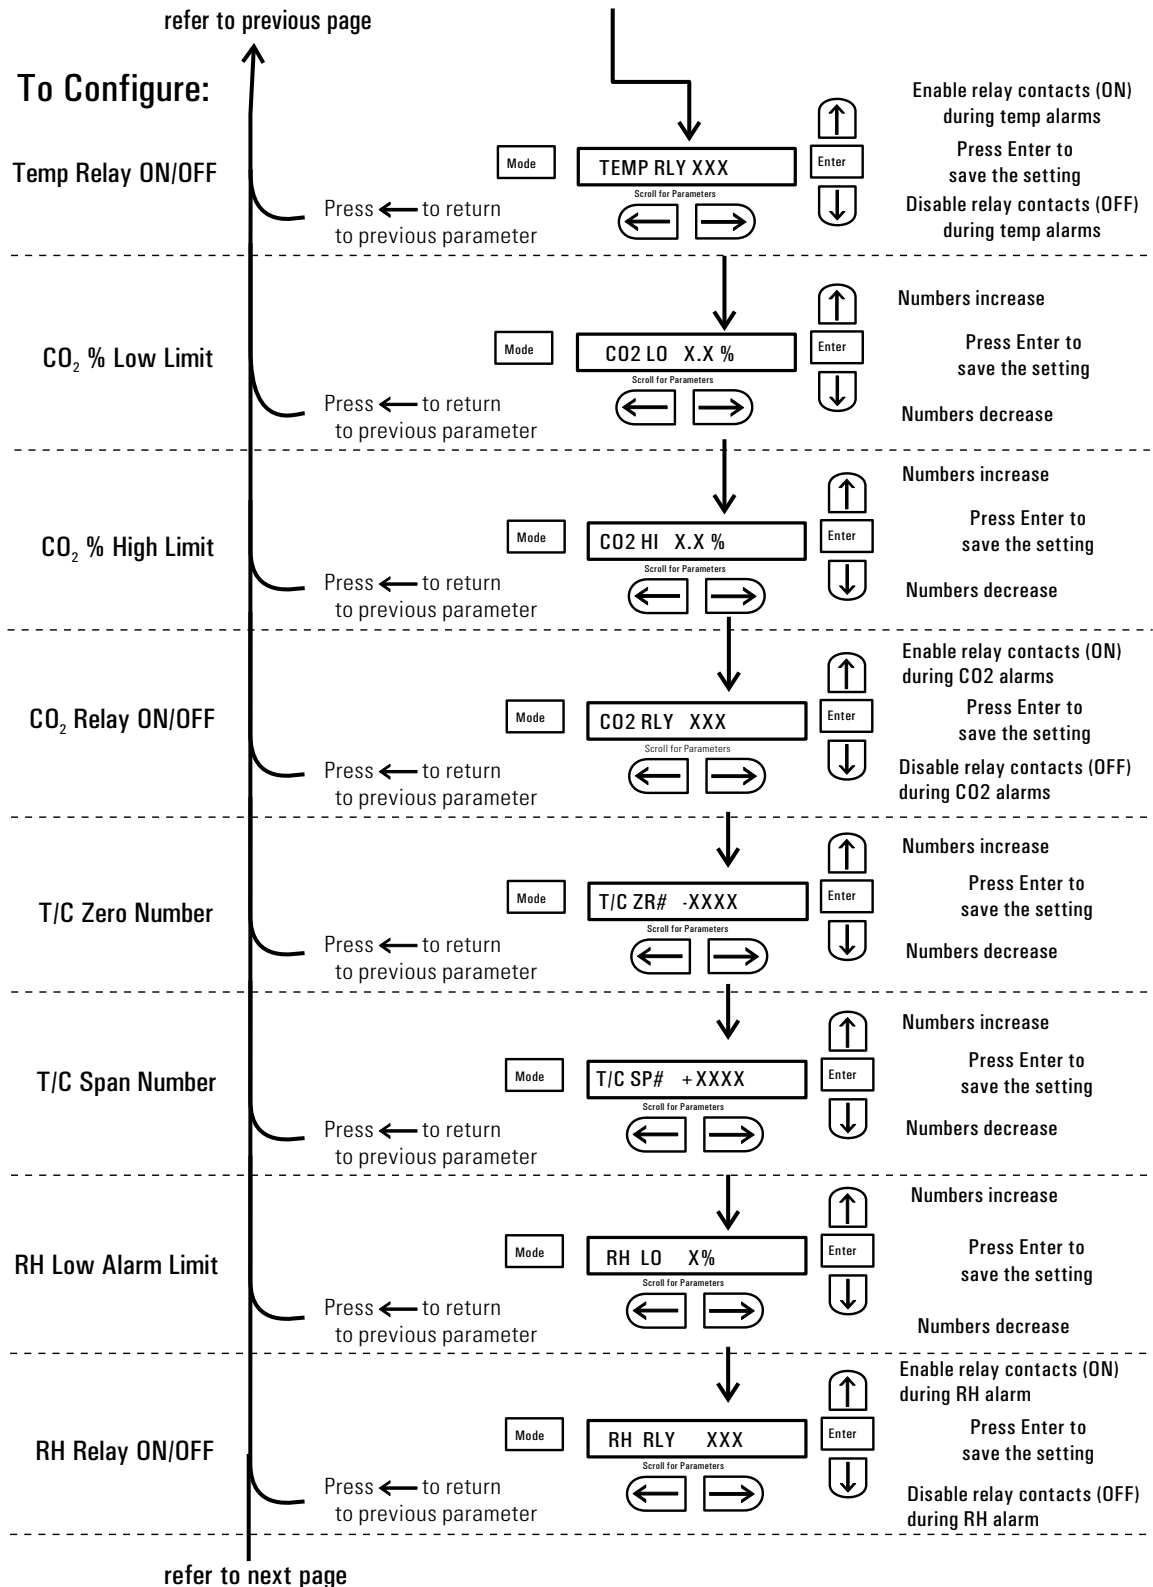 refer to previous page
To Configure:
Enable relay contacts (ON)
during temp alarms
Temp Relay ON/OFF
Mode
TEMP RLY XXX
Enter
Press Enter to
save the setting
Scroll for Parameters
Press ← to return
to previous parameter
Disable relay contacts (OFF)
during temp alarms
Numbers increase
CO₂ % Low Limit
Mode
CO2 LO X.X %
Enter
Press Enter to
save the setting
Scroll for Parameters
Press ← to return
to previous parameter
Numbers decrease
Numbers increase
CO₂ % High Limit
Mode
CO2 HI X.X %
Enter
Press Enter to
save the setting
Scroll for Parameters
Press ← to return
to previous parameter
Numbers decrease
Enable relay contacts (ON)
during CO2 alarms
CO₂ Relay ON/OFF
Mode
CO2 RLY XXX
Enter
Press Enter to
save the setting
Scroll for Parameters
Press ← to return
to previous parameter
Disable relay contacts (OFF)
during CO2 alarms
Numbers increase
T/C Zero Number
Mode
T/C ZR# -XXXX
Enter
Press Enter to
save the setting
Scroll for Parameters
Press ← to return
to previous parameter
Numbers decrease
Numbers increase
T/C Span Number
Mode
T/C SP# +XXXX
Enter
Press Enter to
save the setting
Scroll for Parameters
Press ← to return
to previous parameter
Numbers decrease
Numbers increase
RH Low Alarm Limit
Mode
RH LO X%
Enter
Press Enter to
save the setting
Scroll for Parameters
Press ← to return
to previous parameter
Numbers decrease
Enable relay contacts (ON)
during RH alarm
RH Relay ON/OFF
Mode
RH RLY XXX
Enter
Press Enter to
save the setting
Scroll for Parameters
Press ← to return
to previous parameter
Disable relay contacts (OFF)
during RH alarm
refer to next page